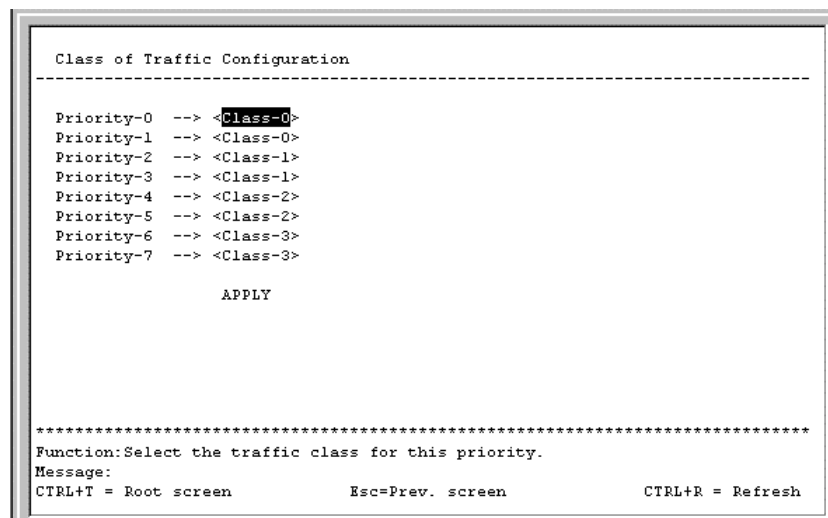 Class of Traffic Configuration
--------------------------------------------------------------------------------
Priority-0 --> <Class-0>
Priority-1 --> <Class-0>
Priority-2 --> <Class-1>
Priority-3 --> <Class-1>
Priority-4 --> <Class-2>
Priority-5 --> <Class-2>
Priority-6 --> <Class-3>
Priority-7 --> <Class-3>
APPLY
********************************************************************************
Function:Select the traffic class for this priority.
Message:
CTRL+T = Root screen Esc=Prev. screen CTRL+R = Refresh